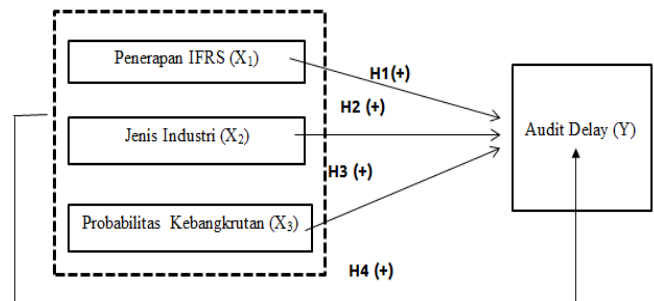 Penerapan IFRS (X₁)
H1(+)
H2 (+)
Jenis Industri (X₂)
Audit Delay (Y)
H3 (+)
Probabilitas Kebangkrutan (X₃)
H4 (+)